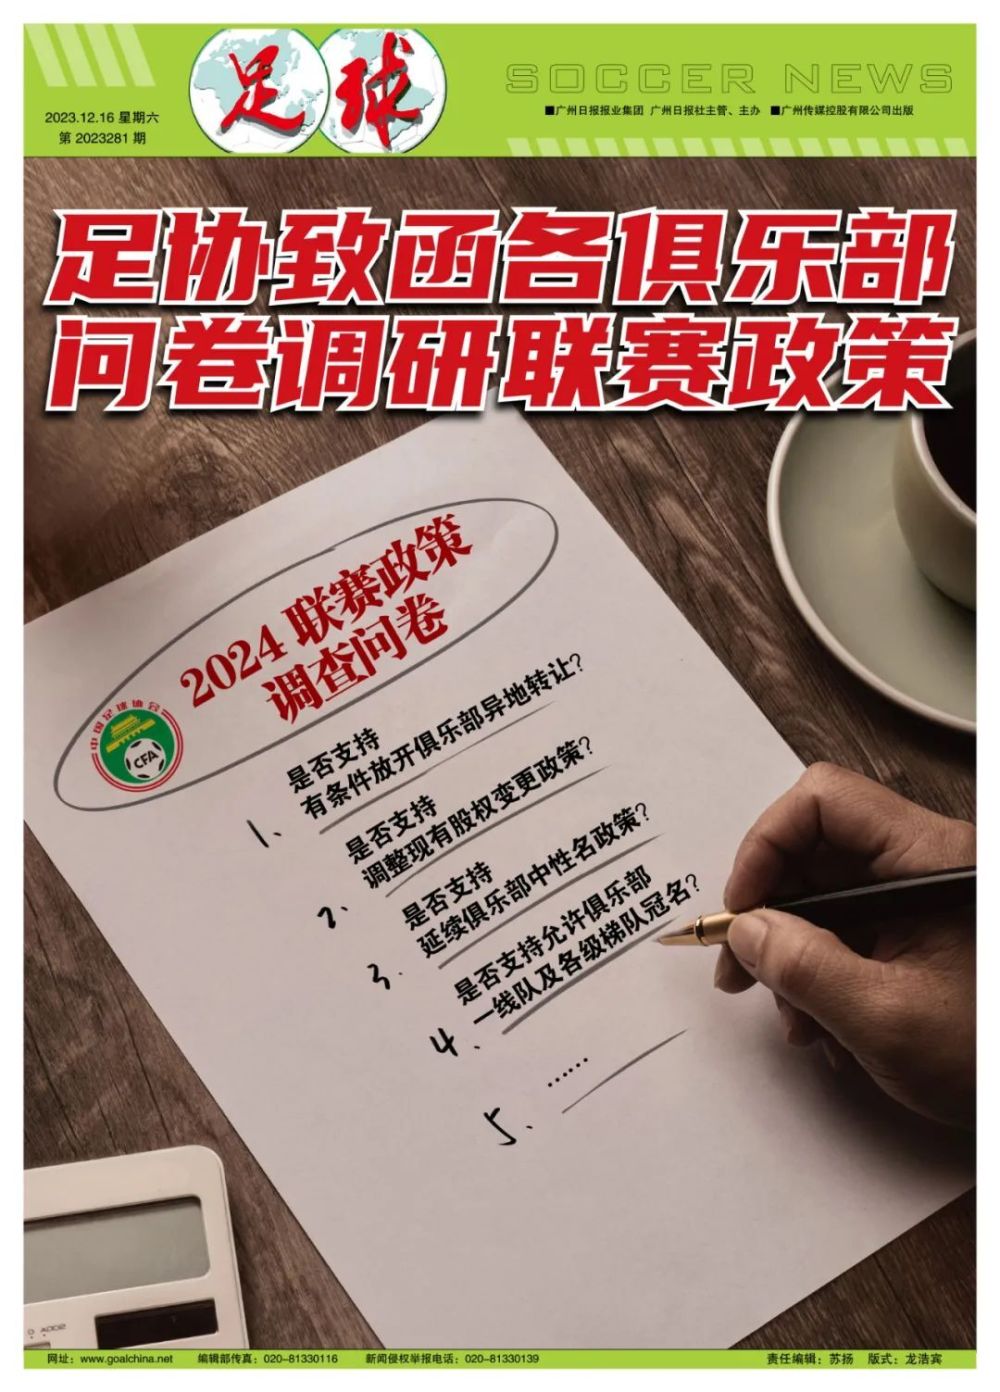 2023.12.16 星期六
第 2023281 期
足球
SOCCER NEWS
■广州日报报业集团 广州日报社主管、主办 ■广州传媒控股有限公司出版
足协致函各俱乐部
问卷调研联赛政策
2024 联赛政策
调查问卷
中国足球协会
CFA
1.
是否支持
有条件放开俱乐部异地转让?
2.
是否支持
调整现有股权变更政策?
3.
是否支持
延续俱乐部中性名政策?
4.
是否支持允许俱乐部
一线队及各级梯队冠名?
5.
……
网址：www.goalchina.net 编辑部传真：020-81330116 新闻侵权举报电话：020-81330139 责任编辑：苏扬 版式：龙浩宾